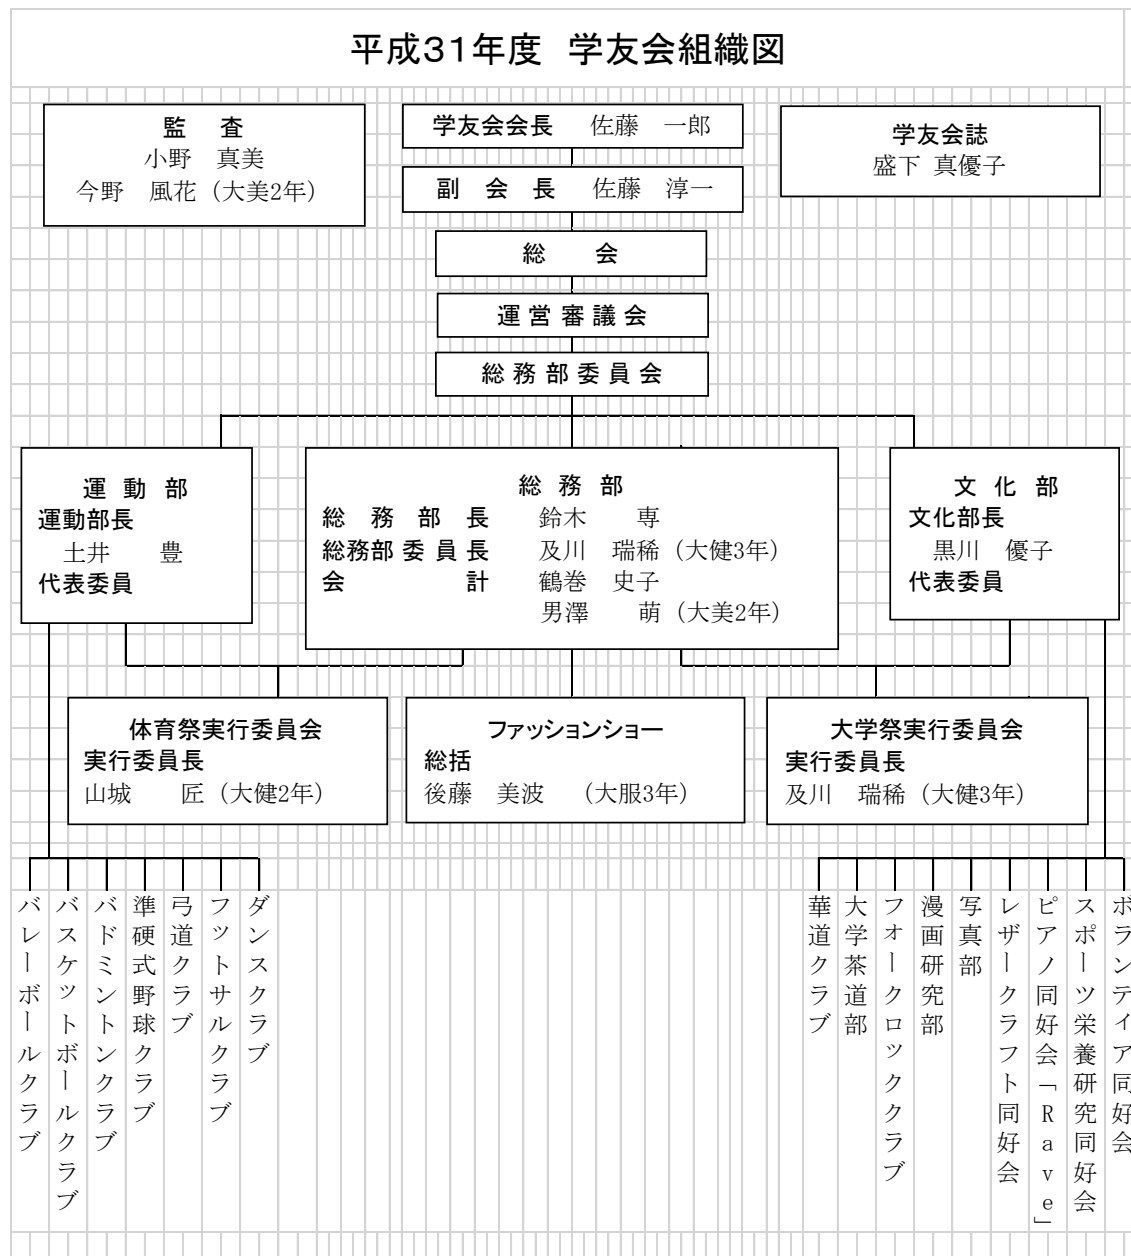 平成31年度 学友会組織図
監 査
小野 真美
今野 風花（大美2年）
学友会会長 佐藤 一郎
副 会 長 佐藤 淳一
学友会誌
盛下 真優子
総 会
運営審議会
総務部委員会
運 動 部
運動部長
土井 豊
代表委員
総 務 部
総 務 部 長 鈴木 専
総務部委員長 及川 瑞稀（大健3年）
会 計 鶴巻 史子
男澤 萌（大美2年）
文 化 部
文化部長
黒川 優子
代表委員
体育祭実行委員会
実行委員長
山城 匠（大健2年）
ファッションショー
総括
後藤 美波 （大服3年）
大学祭実行委員会
実行委員長
及川 瑞稀（大健3年）
バレーボールクラブ
バスケットボールクラブ
バドミントンクラブ
準硬式野球クラブ
弓道クラブ
フットサルクラブ
ダンスクラブ
華道クラブ
大学茶道部
フォークロッククラブ
漫画研究部
写真部
レザークラフト同好会
ピアノ同好会「Rave」
スポーツ栄養研究同好会
ボランティア同好会